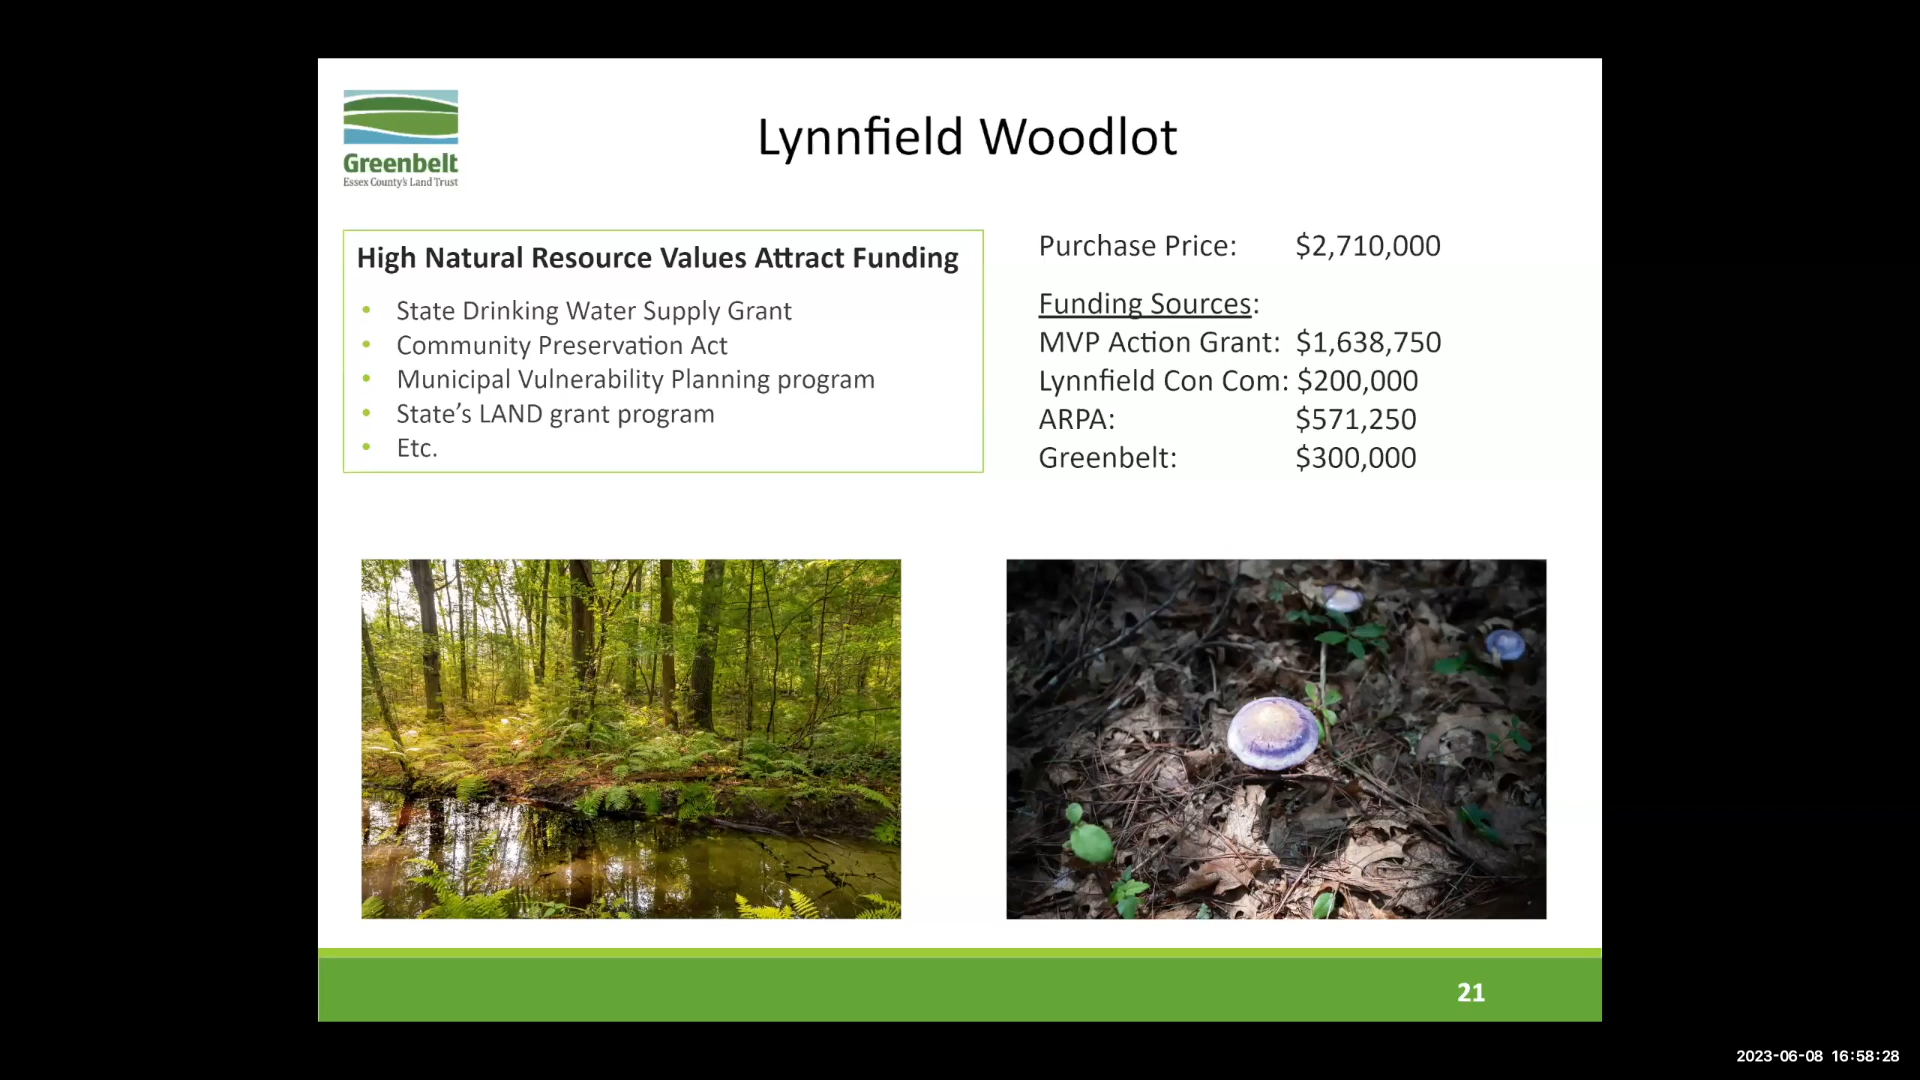 Greenbelt
Essex County's Land Trust
Lynnfield Woodlot
High Natural Resource Values Attract Funding
• State Drinking Water Supply Grant
• Community Preservation Act
• Municipal Vulnerability Planning program
• State’s LAND grant program
• Etc.
Purchase Price: $2,710,000
Funding Sources:
MVP Action Grant: $1,638,750
Lynnfield Con Com: $200,000
ARPA: $571,250
Greenbelt: $300,000
21
2023-06-08 16:58:28